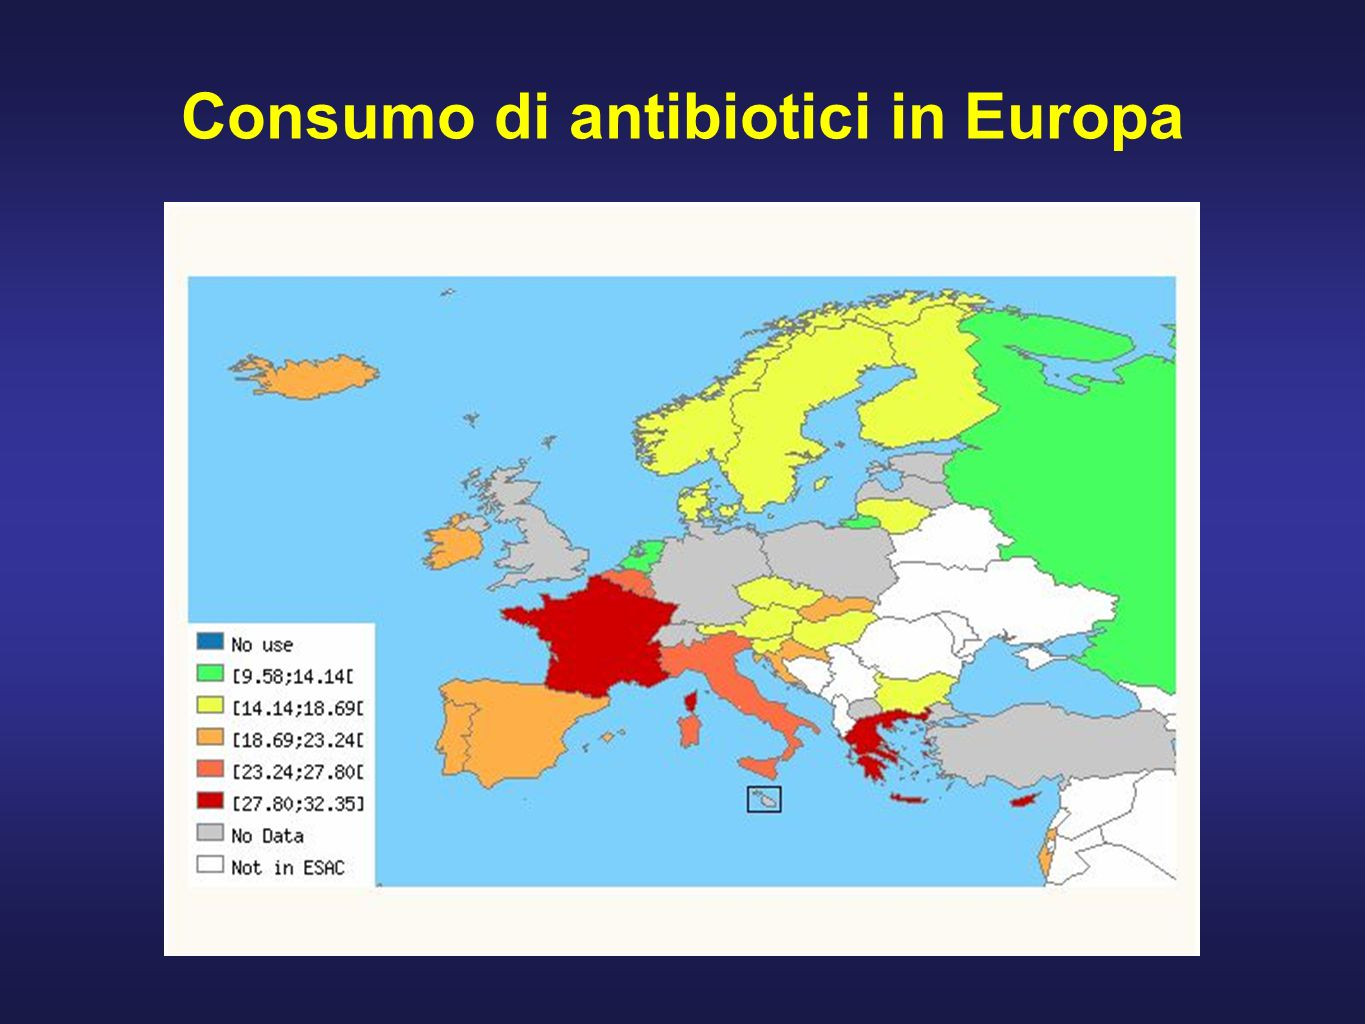 Consumo di antibiotici in Europa
No use
[9.58;14.14[
[14.14;18.69[
[18.69;23.24[
[23.24;27.80[
[27.80;32.35]
No Data
Not in ESAC